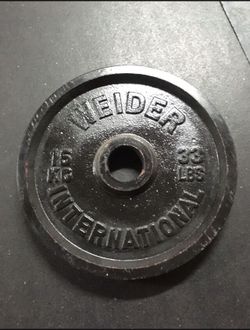 WEIDER
15 33
KG LBS
INTERNATIONAL